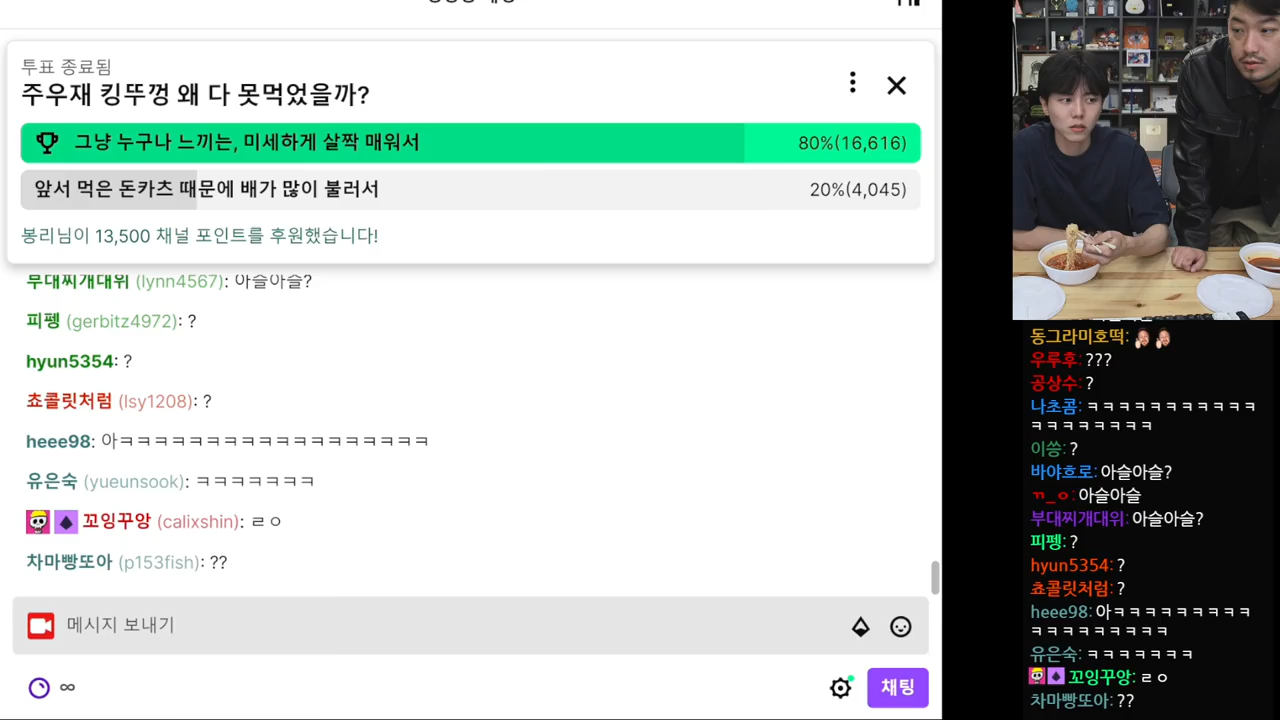 투표 종료됨
주우재 킹뚜껑 왜 다 못먹었을까?
그냥 누구나 느끼는, 미세하게 살짝 매워서
80%(16,616)
앞서 먹은 돈카츠 때문에 배가 많이 불러서
20%(4,045)
봉리님이 13,500 채널 포인트를 후원했습니다!
부대찌개대위 (lynn4567): 아슬아슬?
피펭 (gerbitz4972): ?
hyun5354: ?
쵸콜릿처럼 (lsy1208): ?
heee98: 아ㅋㅋㅋㅋㅋㅋㅋㅋㅋㅋㅋㅋㅋㅋㅋㅋㅋㅋ
유은숙 (yueunsook): ㅋㅋㅋㅋㅋㅋㅋ
꼬잉꾸앙 (calixshin): ㄹㅇ
차마빵또아 (p153fish): ??
메시지 보내기
∞
채팅
동그라미호떡:
우루후: ???
공상수: ?
나초콤: ㅋㅋㅋㅋㅋㅋㅋㅋㅋㅋㅋ
ㅋㅋㅋㅋㅋㅋㅋㅋ
이씅: ?
바야흐로: 아슬아슬?
ㄲ_ㅇ: 아슬아슬
부대찌개대위: 아슬아슬?
피펭: ?
hyun5354: ?
쵸콜릿처럼: ?
heee98: 아ㅋㅋㅋㅋㅋㅋㅋㅋㅋ
ㅋㅋㅋㅋㅋㅋㅋㅋㅋ
유은숙: ㅋㅋㅋㅋㅋㅋㅋ
꼬잉꾸앙: ㄹㅇ
차마빵또아: ??